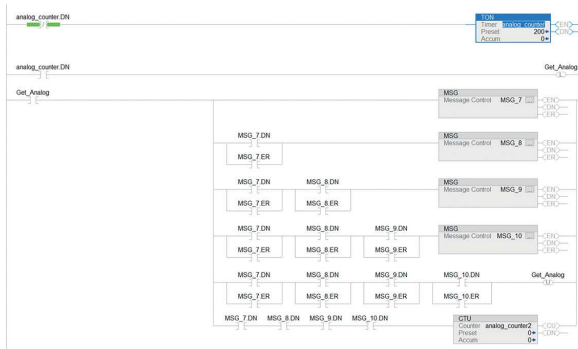 analog_counter.DN
TON
Timer analog_counter
Preset 200
Accum 0
EN
DN
analog_counter.DN
Get_Analog
L
Get_Analog
MSG
Message Control MSG_7 ...
EN
DN
ER
MSG_7.DN
MSG_7.ER
MSG
Message Control MSG_8 ...
EN
DN
ER
MSG_7.DN MSG_8.DN
MSG_7.ER MSG_8.ER
MSG
Message Control MSG_9 ...
EN
DN
ER
MSG_7.DN MSG_8.DN MSG_9.DN
MSG_7.ER MSG_8.ER MSG_9.ER
MSG
Message Control MSG_10 ...
EN
DN
ER
MSG_7.DN MSG_8.DN MSG_9.DN MSG_10.DN Get_Analog
U
MSG_7.ER MSG_8.ER MSG_9.ER MSG_10.ER
MSG_7.DN MSG_8.DN MSG_9.DN MSG_10.DN
CTU
Counter analog_counter2
Preset 0
Accum 0
CU
DN